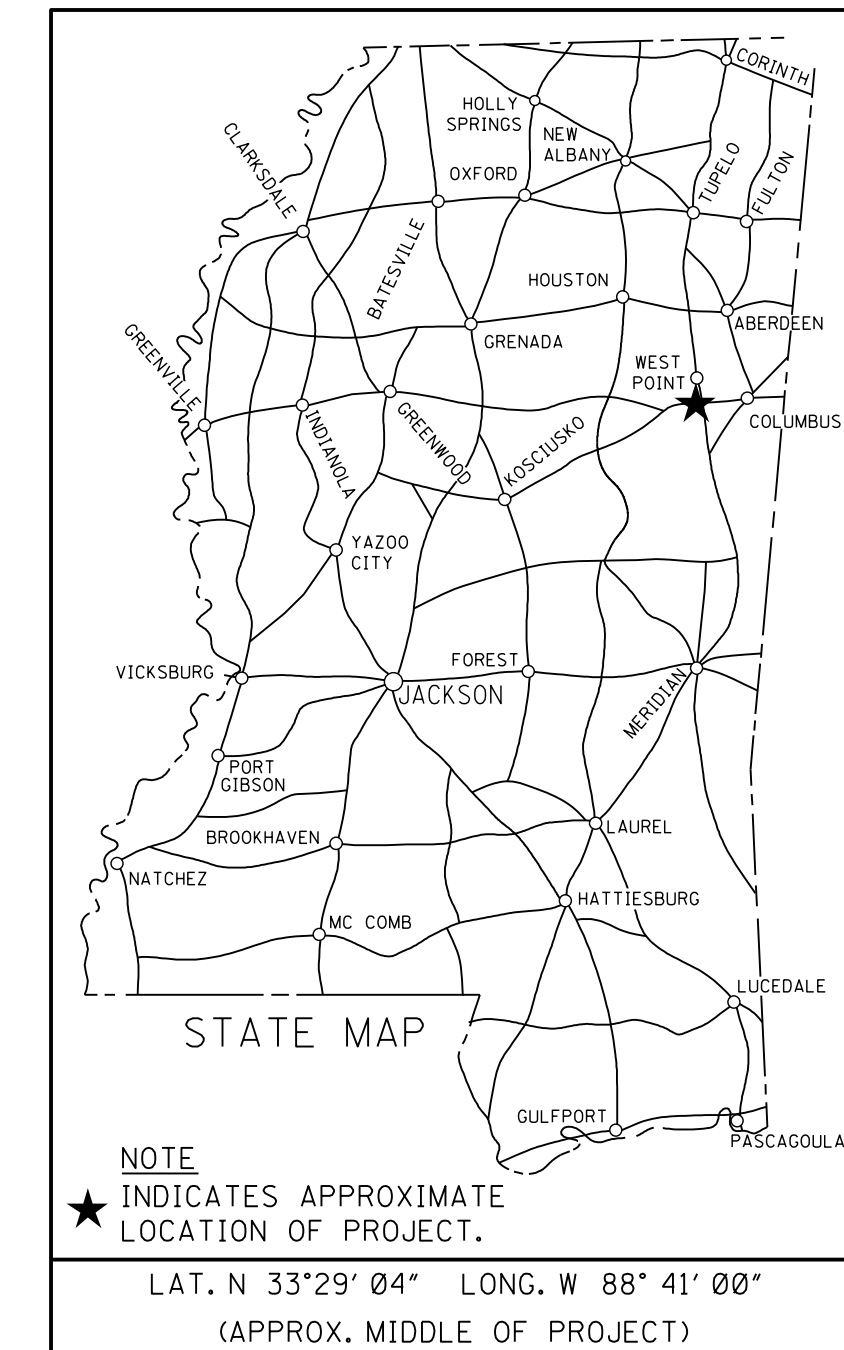 CORINTH
HOLLY
SPRINGS
NEW
ALBANY
CLARKSDALE
OXFORD
TUPELO
FULTON
BATESVILLE
HOUSTON
ABERDEEN
GREENVILLE
GRENADA
WEST
POINT
COLUMBUS
INDIANOLA
GREENWOOD
KOSCIUSKO
YAZOO
CITY
VICKSBURG
FOREST
JACKSON
MERIDIAN
PORT
GIBSON
BROOKHAVEN
LAUREL
NATCHEZ
HATTIESBURG
MC COMB
LUCEDALE
STATE MAP
GULFPORT
PASCAGOULA
NOTE
INDICATES APPROXIMATE
LOCATION OF PROJECT.
LAT. N 33°29' 04" LONG. W 88° 41' 00"
(APPROX. MIDDLE OF PROJECT)